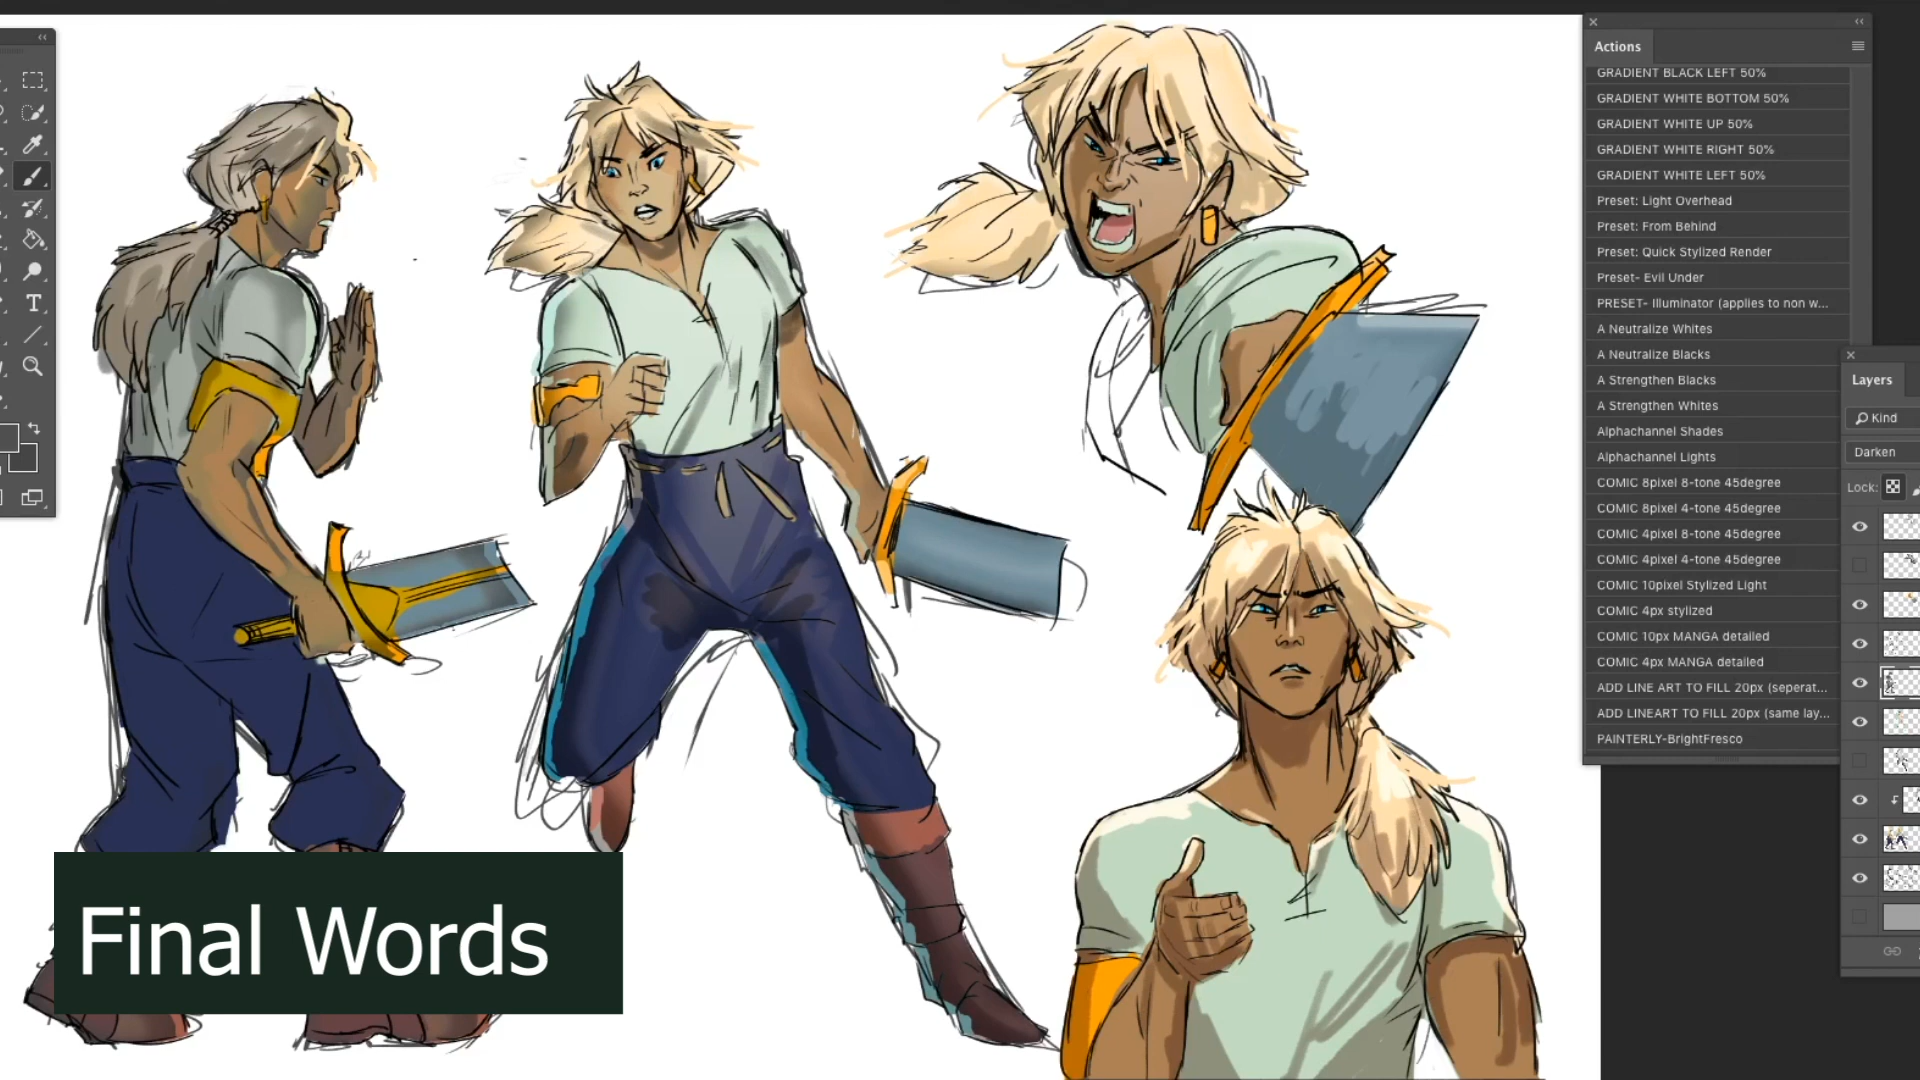 Actions
GRADIENT BLACK LEFT 50%
GRADIENT WHITE BOTTOM 50%
GRADIENT WHITE UP 50%
GRADIENT WHITE RIGHT 50%
GRADIENT WHITE LEFT 50%
Preset: Light Overhead
Preset: From Behind
Preset: Quick Stylized Render
Preset- Evil Under
PRESET- Illuminator (applies to non w...
A Neutralize Whites
A Neutralize Blacks
A Strengthen Blacks
A Strengthen Whites
Alphachannel Shades
Alphachannel Lights
COMIC 8pixel 8-tone 45degree
COMIC 8pixel 4-tone 45degree
COMIC 4pixel 8-tone 45degree
COMIC 4pixel 4-tone 45degree
COMIC 10pixel Stylized Light
COMIC 4px stylized
COMIC 10px MANGA detailed
COMIC 4px MANGA detailed
ADD LINE ART TO FILL 20px (seperat...
ADD LINEART TO FILL 20px (same lay...
PAINTERLY-BrightFresco
Layers
Kind
Darken
Lock:
Final Words